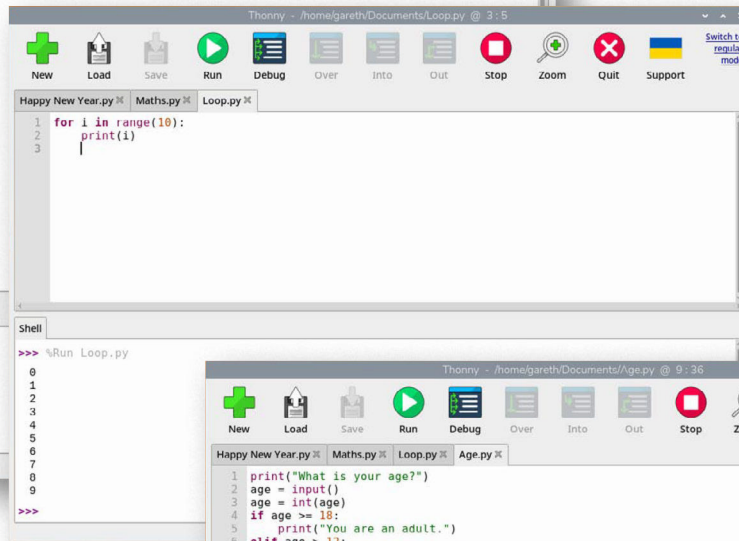 Thonny - /home/gareth/Documents/Loop.py @ 3:5
New Load Save Run Debug Over Into Out Stop Zoom Quit Support
Switch to
regula
mod
Happy New Year.py Maths.py Loop.py
1 for i in range(10):
2 print(i)
3
Shell
>>> %Run Loop.py
0
1
2
3
4
5
6
7
8
9
>>>
Thonny - /home/gareth/Documents/Age.py @ 9:36
New Load Save Run Debug Over Into Out Stop Z
Happy New Year.py Maths.py Loop.py Age.py
1 print("What is your age?")
2 age = input()
3 age = int(age)
4 if age >= 18:
5 print("You are an adult.")
elif age > 12: